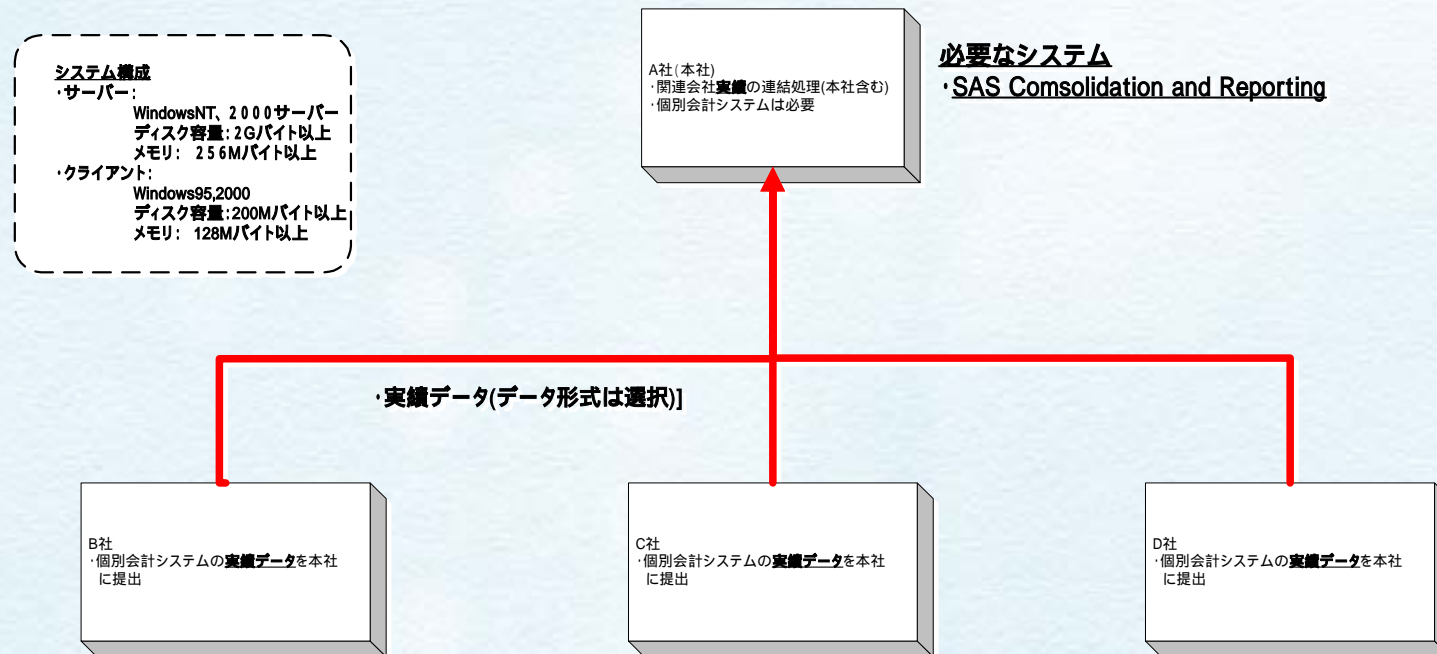 システム構成
・サーバー:
WindowsNT、2000サーバー
ディスク容量:2Gバイト以上
メモリ: 256Mバイト以上
・クライアント:
Windows95,2000
ディスク容量:200Mバイト以上
メモリ: 128Mバイト以上
A社(本社)
・関連会社実績の連結処理(本社含む)
・個別会計システムは必要
必要なシステム
・SAS Comsolidation and Reporting
・実績データ(データ形式は選択)]
B社
・個別会計システムの実績データを本社
に提出
C社
・個別会計システムの実績データを本社
に提出
D社
・個別会計システムの実績データを本社
に提出